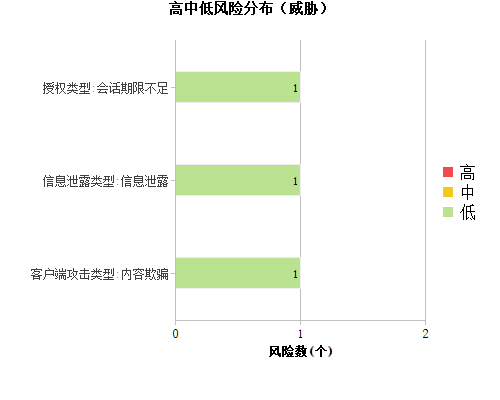 高中低风险分布（威胁）
授权类型:会话期限不足
1
信息泄露类型:信息泄露
1
客户端攻击类型:内容欺骗
1
高
中
低
0
1
2
风险数(个)